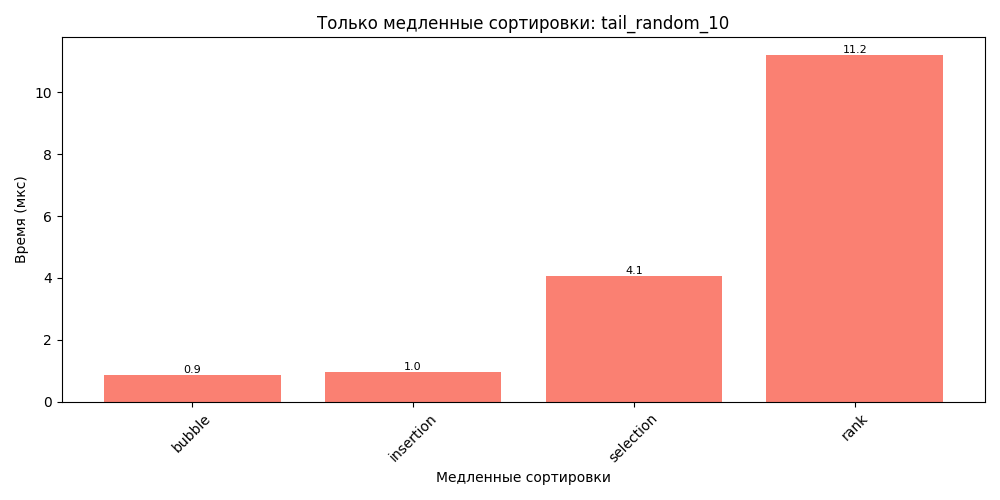 Только медленные сортировки: tail_random_10
Время (мкс)
10
8
6
4
2
0
0.9
1.0
4.1
11.2
bubble
insertion
selection
rank
Медленные сортировки